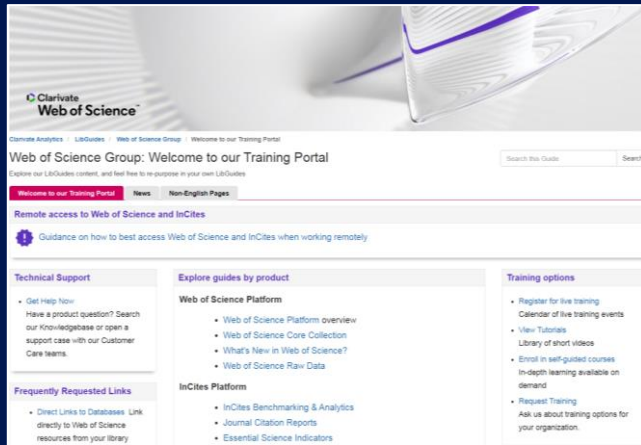 Clarivate
Web of Science™
Clarivate Analytics / LibGuides / Web of Science Group / Welcome to our Training Portal
Web of Science Group: Welcome to our Training Portal
Search this Guide
Search
Explore our LibGuides content, and feel free to re-purpose in your own LibGuides
Welcome to our Training Portal
News
Non-English Pages
Remote access to Web of Science and InCites
Guidance on how to best access Web of Science and InCites when working remotely
Technical Support
• Get Help Now
Have a product question? Search
our Knowledgebase or open a
support case with our Customer
Care teams.
Frequently Requested Links
• Direct Links to Databases Link
directly to Web of Science
resources from your library
Explore guides by product
Web of Science Platform
• Web of Science Platform overview
• Web of Science Core Collection
• What's New in Web of Science?
• Web of Science Raw Data
InCites Platform
• InCites Benchmarking & Analytics
• Journal Citation Reports
• Essential Science Indicators
Training options
• Register for live training
Calendar of live training events
• View Tutorials
Library of short videos
• Enroll in self-guided courses
In-depth learning available on
demand
• Request Training
Ask us about training options for
your organization.